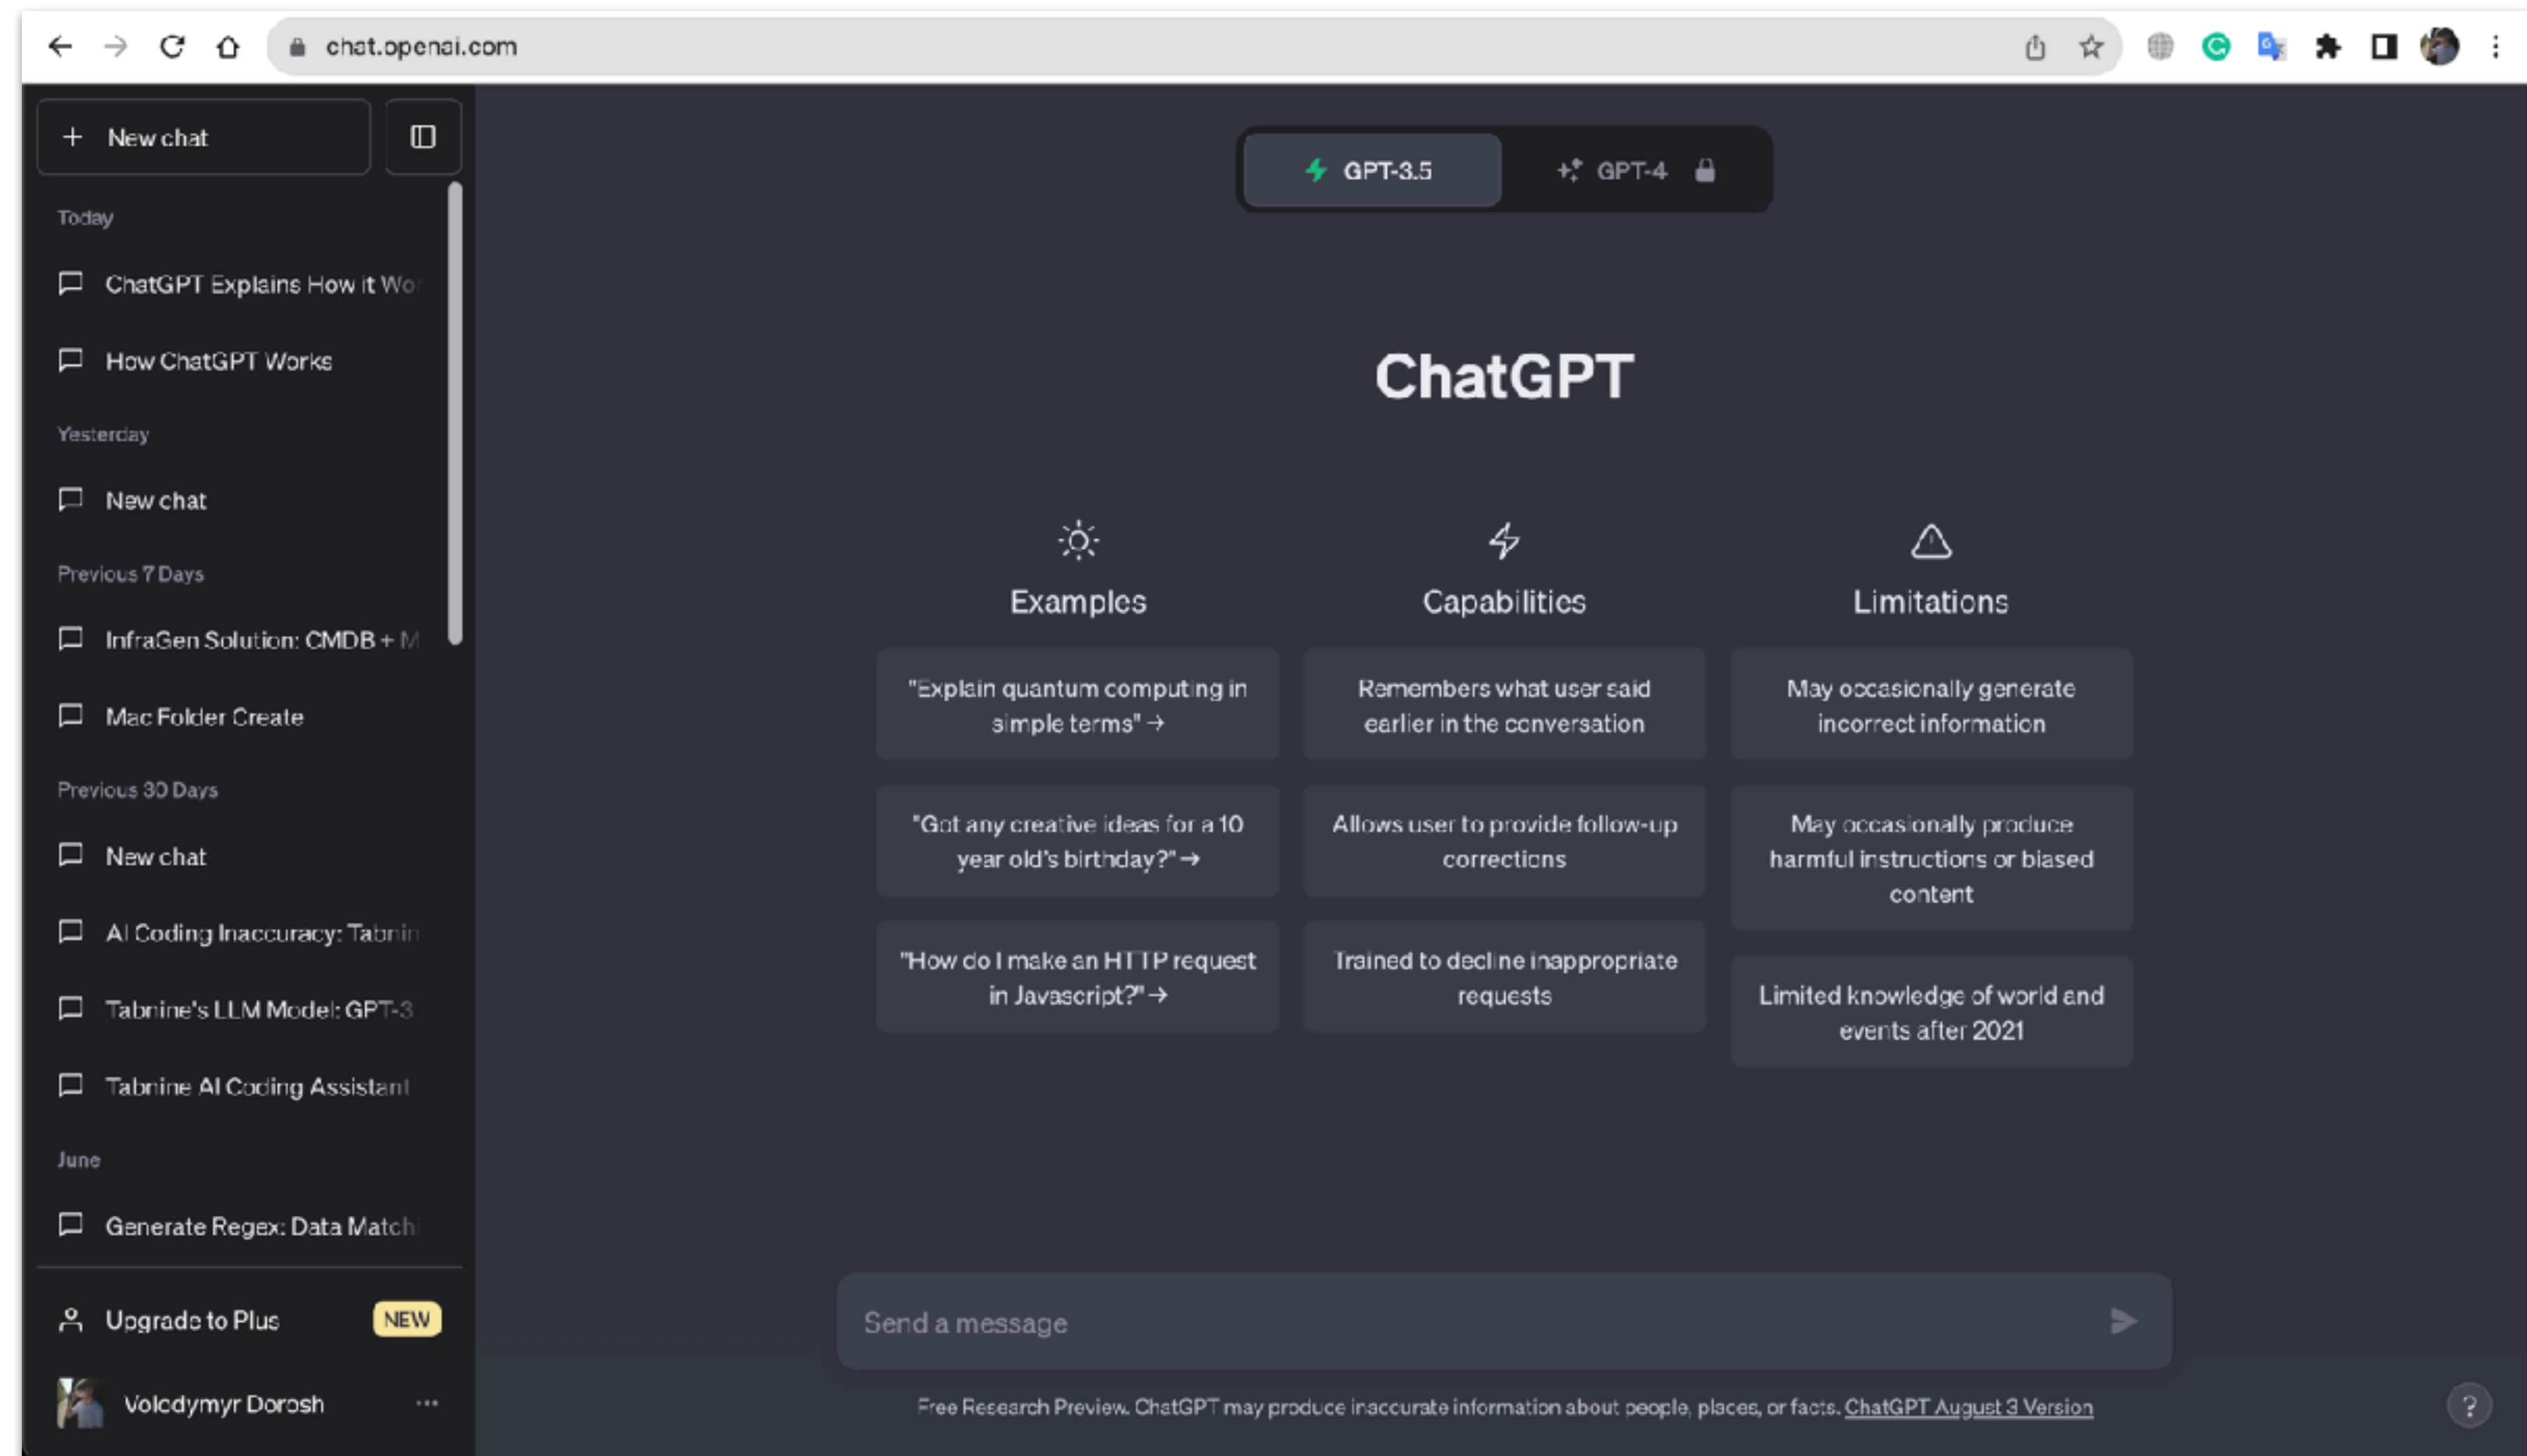 chat.openai.com
New chat
Today
ChatGPT Explains How it Wor
How ChatGPT Works
Yesterday
New chat
Previous 7 Days
InfraGen Solution: CMDB + M
Mac Folder Create
Previous 30 Days
New chat
AI Coding Inaccuracy: Tabnin
Tabnine's LLM Model: GPT-3
Tabnine AI Coding Assistant
June
Generate Regex: Data Match
Upgrade to Plus NEW
Volodymyr Dorosh
GPT-3.5 GPT-4
ChatGPT
Examples
"Explain quantum computing in
simple terms" →
"Got any creative ideas for a 10
year old's birthday?" →
"How do I make an HTTP request
in Javascript?" →
Capabilities
Remembers what user said
earlier in the conversation
Allows user to provide follow-up
corrections
Trained to decline inappropriate
requests
Limitations
May occasionally generate
incorrect information
May occasionally produce
harmful instructions or biased
content
Limited knowledge of world and
events after 2021
Send a message
Free Research Preview. ChatGPT may produce inaccurate information about people, places, or facts. ChatGPT August 3 Version
?